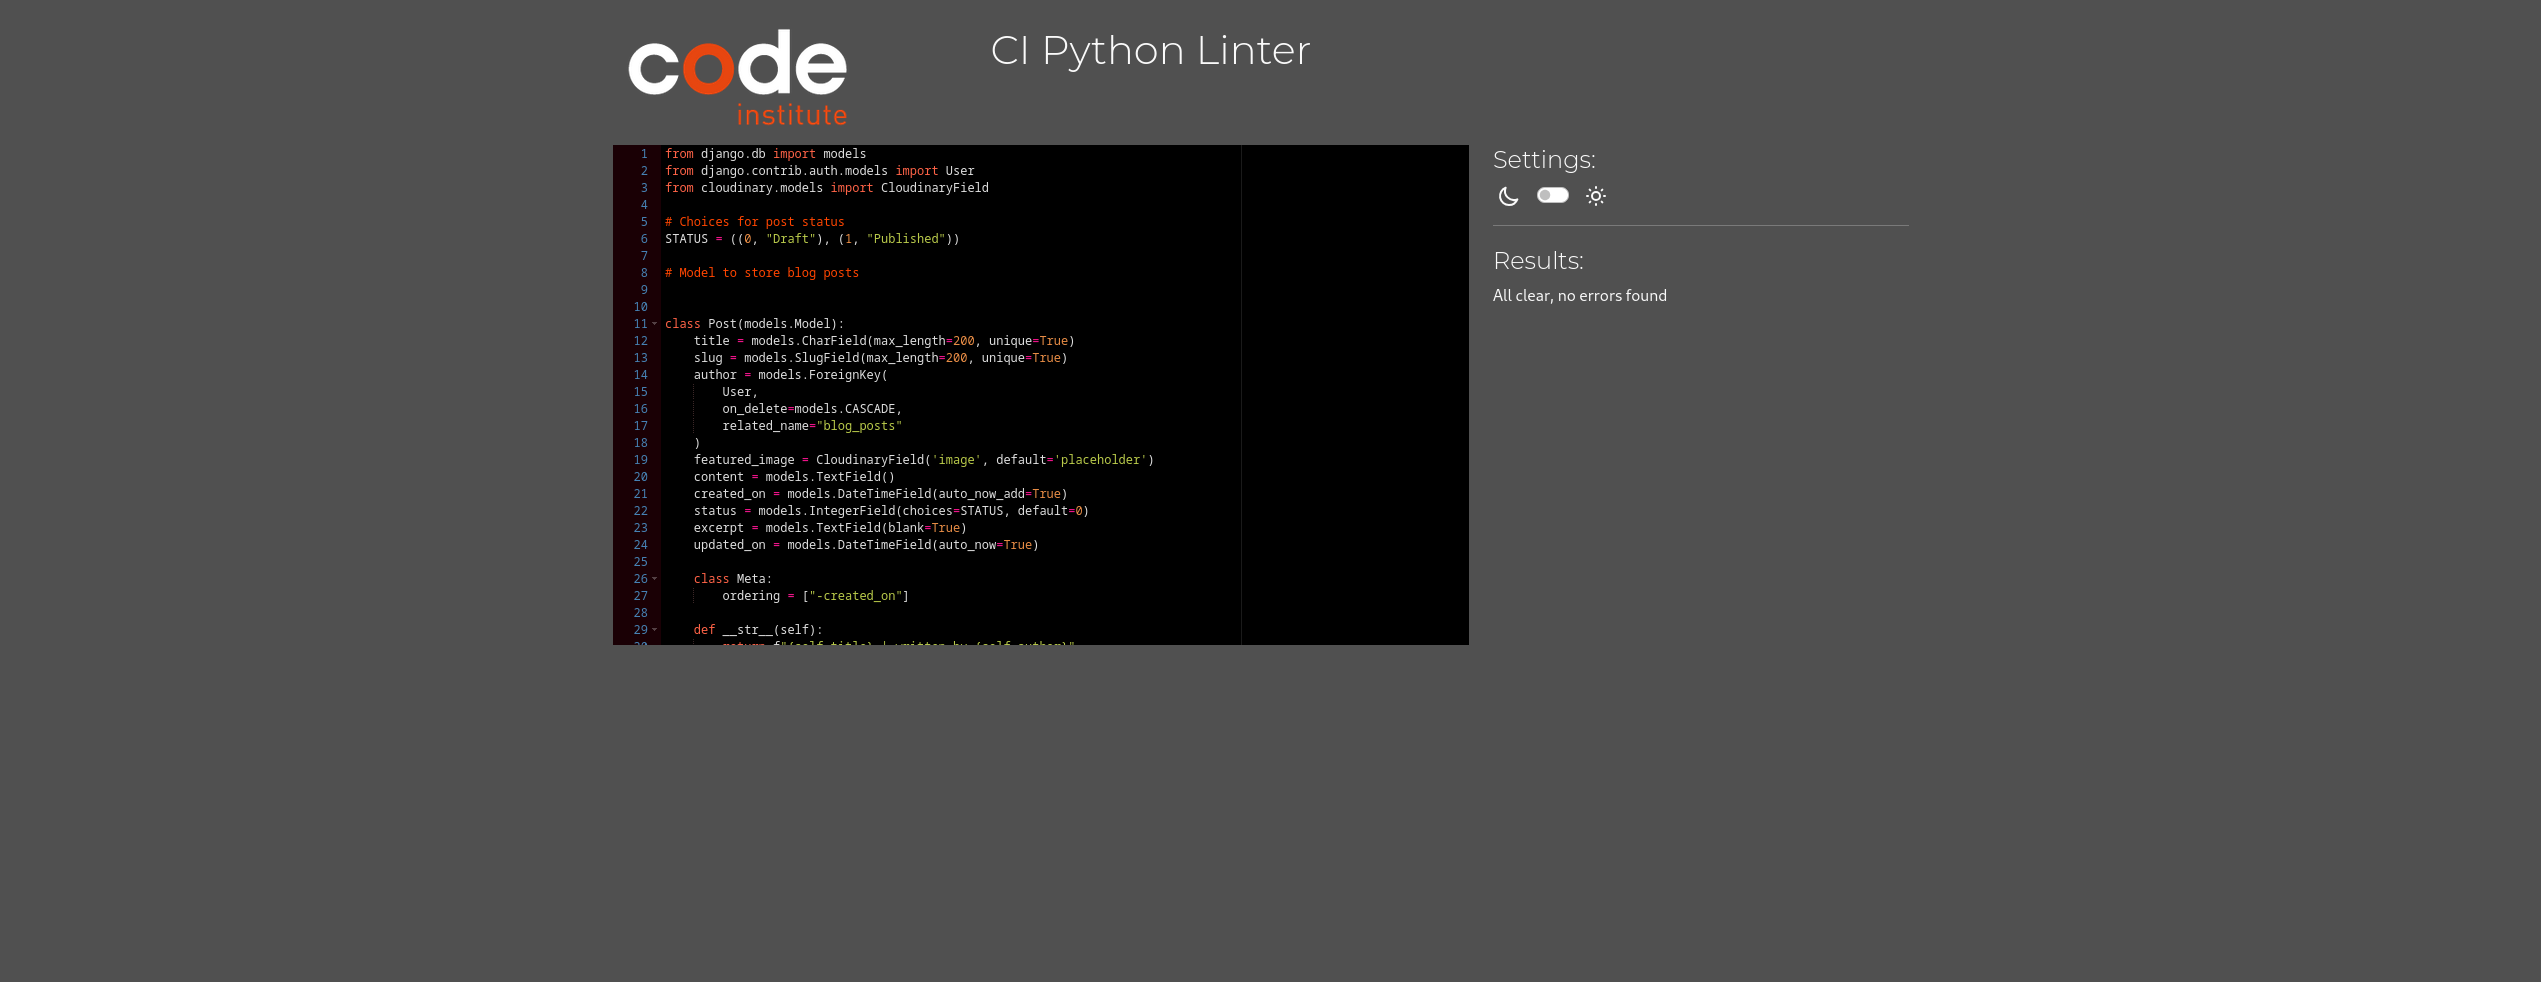 code
institute
CI Python Linter
1 from django.db import models
2 from django.contrib.auth.models import User
3 from cloudinary.models import CloudinaryField
4
5 # Choices for post status
6 STATUS = ((0, "Draft"), (1, "Published"))
7
8 # Model to store blog posts
9
10
11 class Post(models.Model):
12     title = models.CharField(max_length=200, unique=True)
13     slug = models.SlugField(max_length=200, unique=True)
14     author = models.ForeignKey(
15         User,
16         on_delete=models.CASCADE,
17         related_name="blog_posts"
18     )
19     featured_image = CloudinaryField('image', default='placeholder')
20     content = models.TextField()
21     created_on = models.DateTimeField(auto_now_add=True)
22     status = models.IntegerField(choices=STATUS, default=0)
23     excerpt = models.TextField(blank=True)
24     updated_on = models.DateTimeField(auto_now=True)
25
26     class Meta:
27         ordering = ["-created_on"]
28
29     def __str__(self):
30         return f"{self.title} | written by {self.author}"
Settings:
Results:
All clear, no errors found